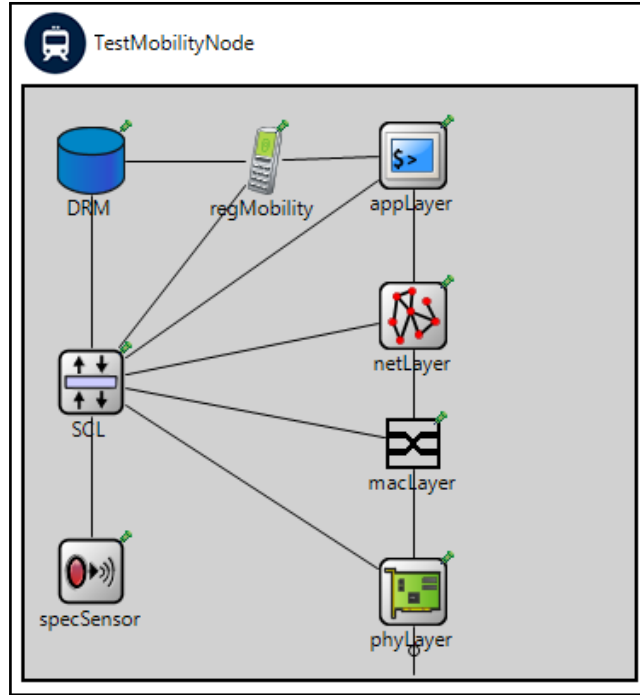 TestMobilityNode
DRM
regMobility
appLayer
$>
netLayer
SCL
macLayer
specSensor
phyLayer